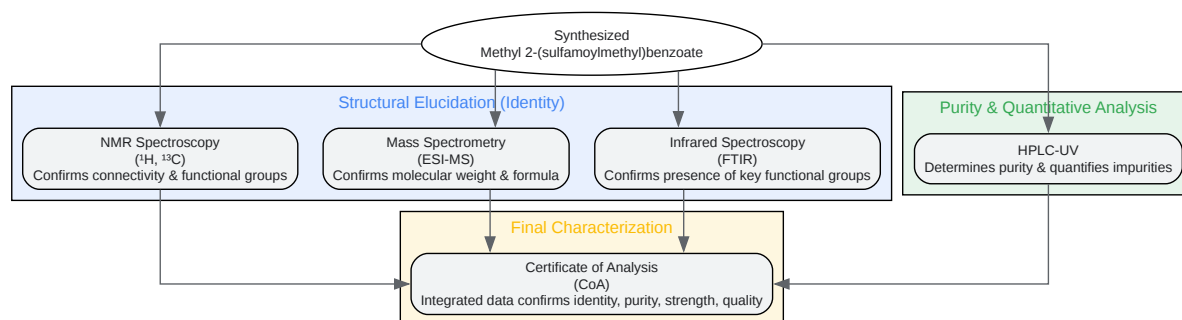 Synthesized
Methyl 2-(sulfamoylmethyl)benzoate
Structural Elucidation (Identity)
NMR Spectroscopy
(¹H, ¹³C)
Confirms connectivity & functional groups
Mass Spectrometry
(ESI-MS)
Confirms molecular weight & formula
Infrared Spectroscopy
(FTIR)
Confirms presence of key functional groups
Purity & Quantitative Analysis
HPLC-UV
Determines purity & quantifies impurities
Final Characterization
Certificate of Analysis
(CoA)
Integrated data confirms identity, purity, strength, quality